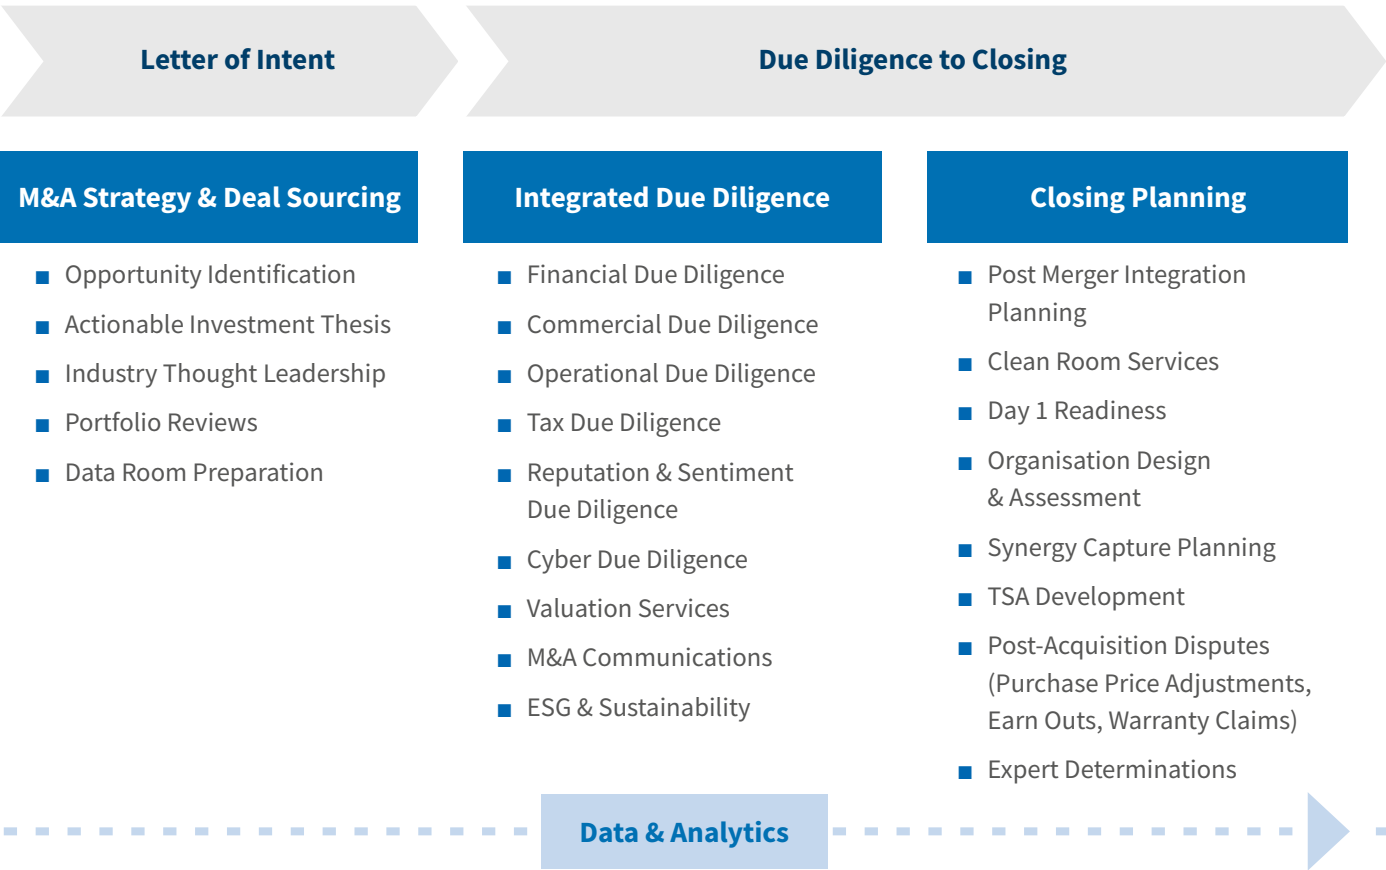 Letter of Intent
Due Diligence to Closing
M&A Strategy & Deal Sourcing
Opportunity Identification
Actionable Investment Thesis
Industry Thought Leadership
Portfolio Reviews
Data Room Preparation
Integrated Due Diligence
Financial Due Diligence
Commercial Due Diligence
Operational Due Diligence
Tax Due Diligence
Reputation & Sentiment
Due Diligence
Cyber Due Diligence
Valuation Services
M&A Communications
ESG & Sustainability
Closing Planning
Post Merger Integration
Planning
Clean Room Services
Day 1 Readiness
Organisation Design
& Assessment
Synergy Capture Planning
TSA Development
Post-Acquisition Disputes
(Purchase Price Adjustments,
Earn Outs, Warranty Claims)
Expert Determinations
Data & Analytics